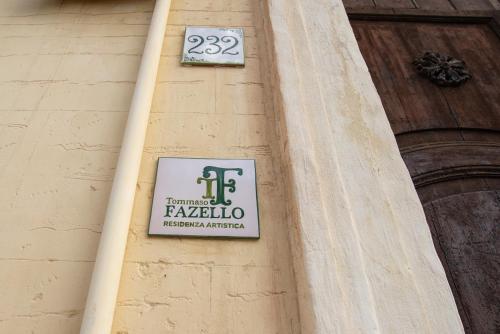 232
TF
Tommaso
FAZELLO
RESIDENZA ARTISTICA